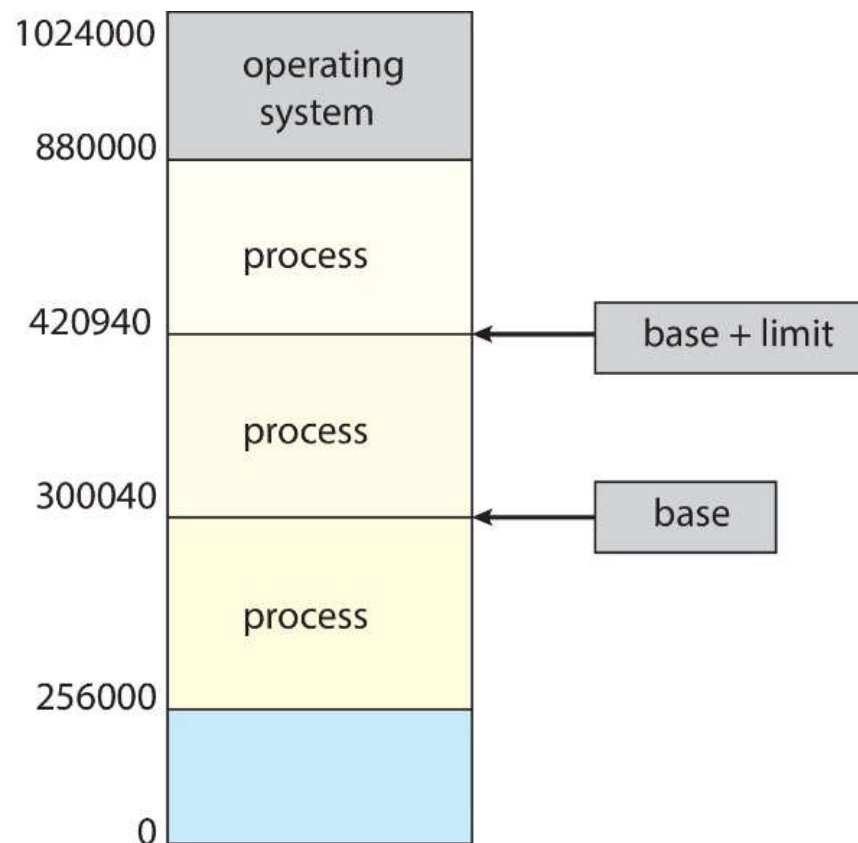 1024000
operating
system
880000
process
420940
base + limit
process
300040
base
process
256000
0